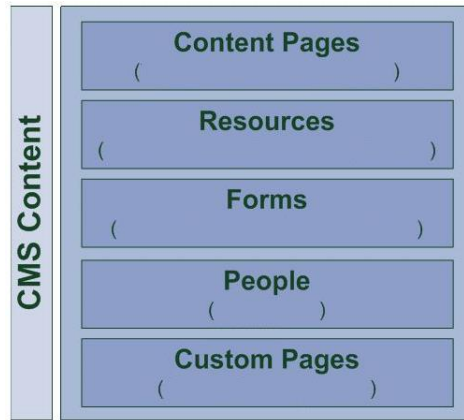 CMS Content
Content Pages
( )
Resources
( )
Forms
( )
People
( )
Custom Pages
( )